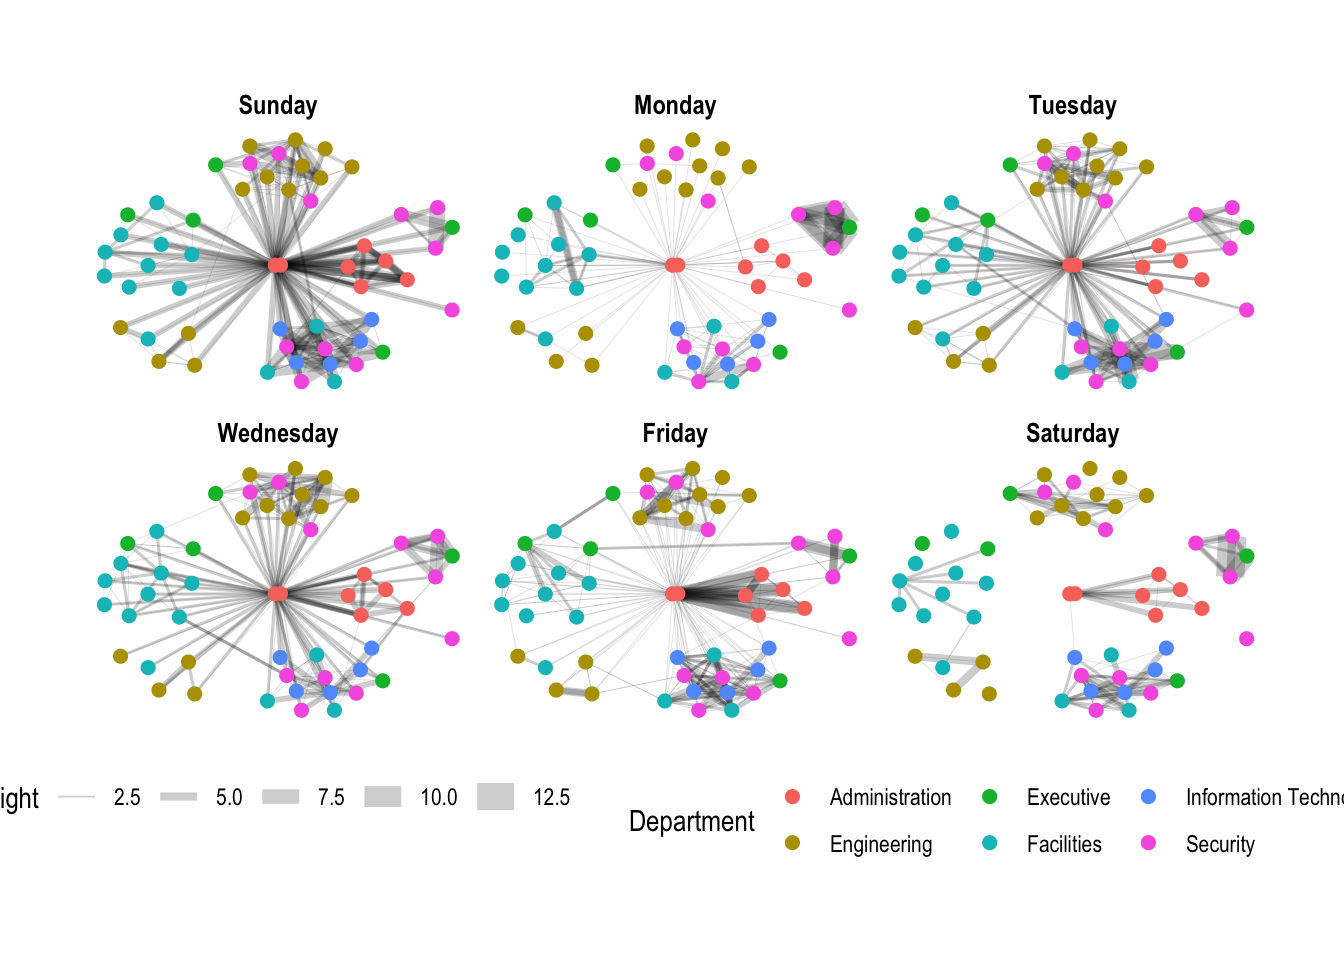 Sunday Monday Tuesday
Wednesday Friday Saturday
ight 2.5 5.0 7.5 10.0 12.5
Department
Administration Executive Information Techno
Engineering Facilities Security